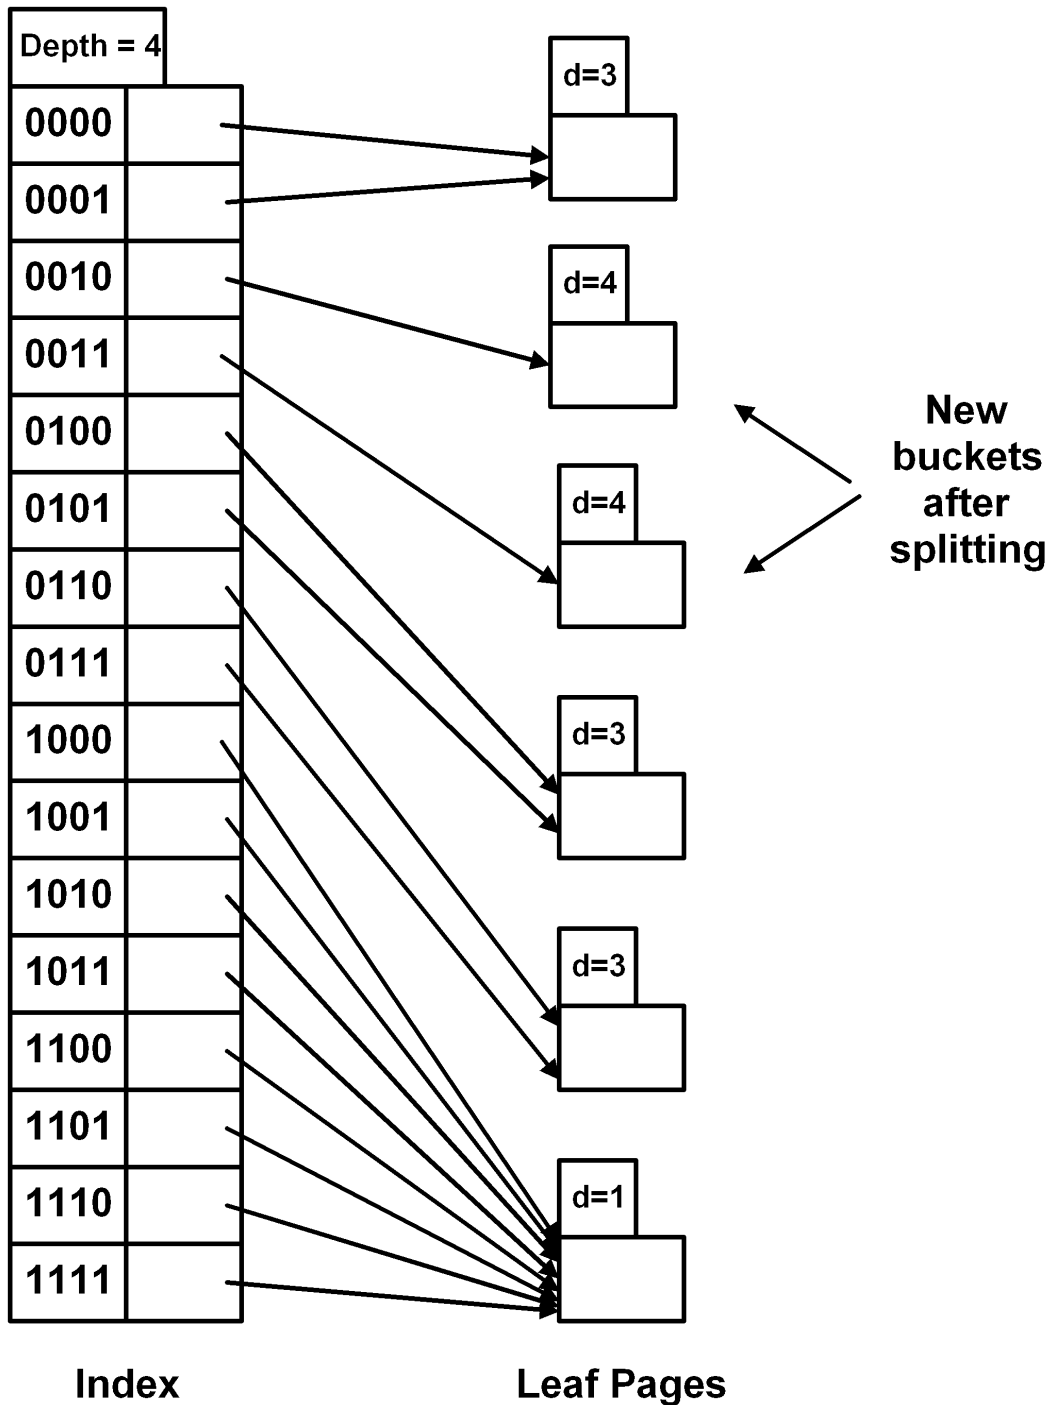 Depth = 4
0000
0001
0010
0011
0100
0101
0110
0111
1000
1001
1010
1011
1100
1101
1110
1111
Index
d=3
d=4
d=4
d=3
d=3
d=1
Leaf Pages
New
buckets
after
splitting